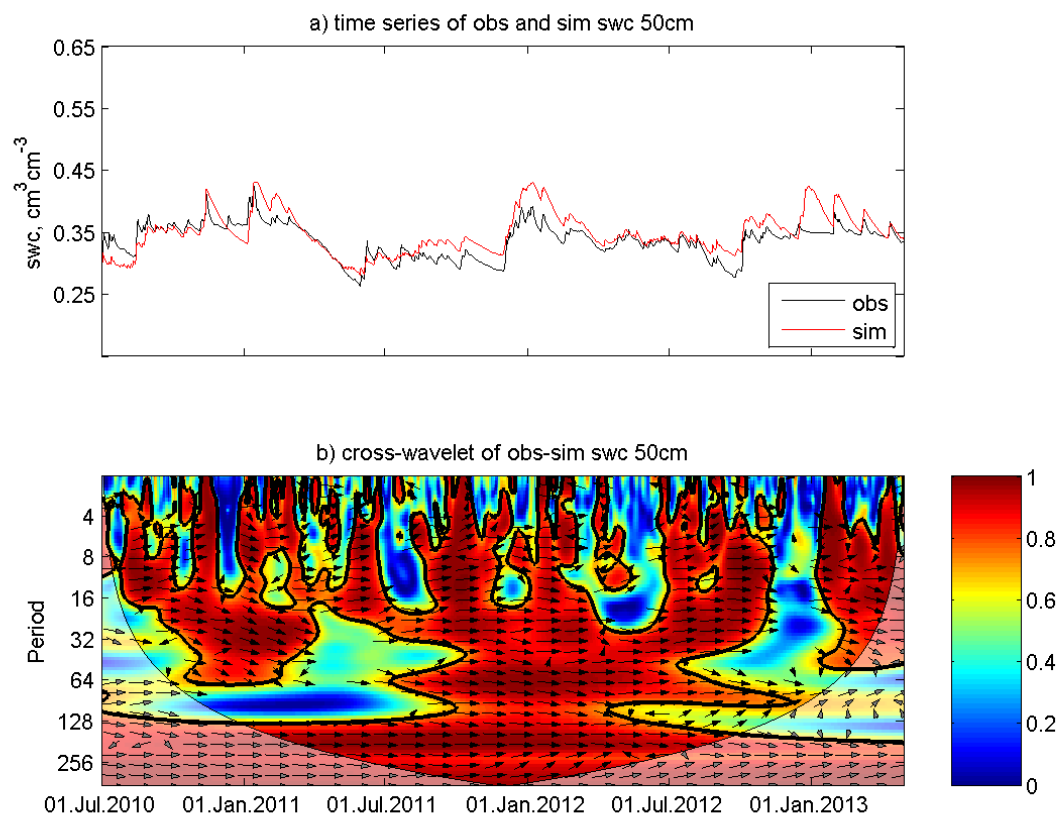 a) time series of obs and sim swc 50cm
0.65
0.55
0.45
0.35
0.25
swc, cm³ cm⁻³
obs
sim
b) cross-wavelet of obs-sim swc 50cm
4
8
16
32
64
128
256
Period
01.Jul.2010 01.Jan.2011 01.Jul.2011 01.Jan.2012 01.Jul.2012 01.Jan.2013
1
0.8
0.6
0.4
0.2
0